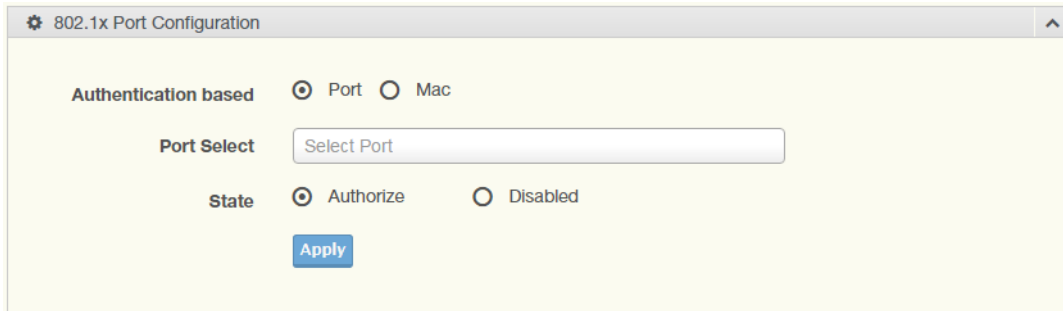 802.1x Port Configuration
Authentication based Port Mac
Port Select Select Port
State Authorize Disabled
Apply